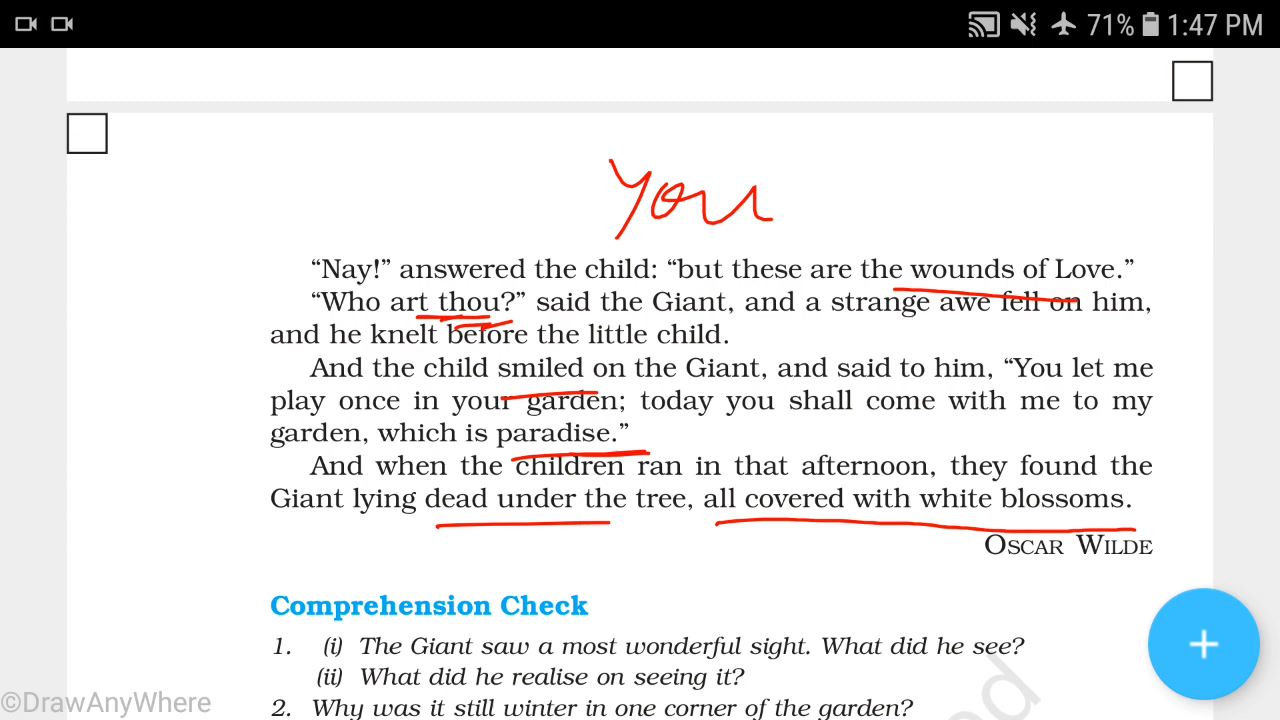 71% 1:47 PM
You
“Nay!” answered the child: “but these are the wounds of Love.”
“Who art thou?” said the Giant, and a strange awe fell on him,
and he knelt before the little child.
And the child smiled on the Giant, and said to him, “You let me
play once in your garden; today you shall come with me to my
garden, which is paradise.”
And when the children ran in that afternoon, they found the
Giant lying dead under the tree, all covered with white blossoms.
OSCAR WILDE
Comprehension Check
1. (i) The Giant saw a most wonderful sight. What did he see?
(ii) What did he realise on seeing it?
2. Why was it still winter in one corner of the garden?
©DrawAnyWhere